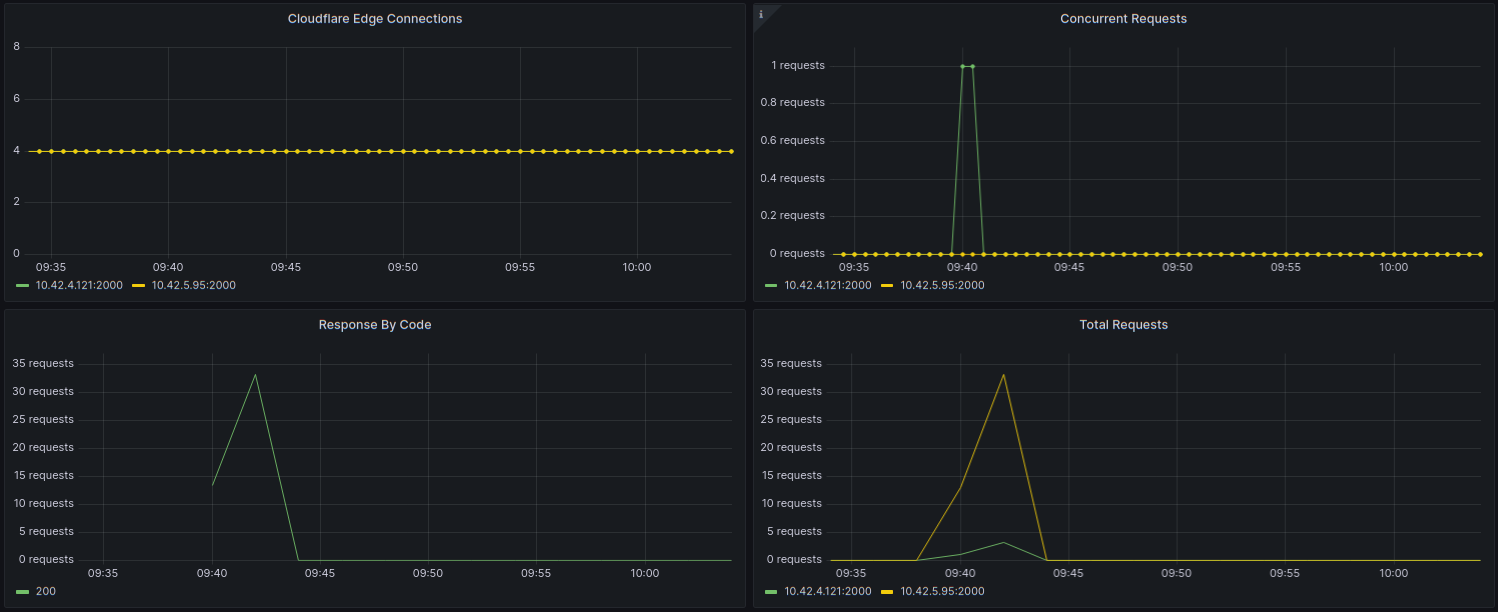 Cloudflare Edge Connections
8
6
4
2
0
09:35 09:40 09:45 09:50 09:55 10:00
10.42.4.121:2000 10.42.5.95:2000
i
Concurrent Requests
1 requests
0.8 requests
0.6 requests
0.4 requests
0.2 requests
0 requests
09:35 09:40 09:45 09:50 09:55 10:00
10.42.4.121:2000 10.42.5.95:2000
Response By Code
35 requests
30 requests
25 requests
20 requests
15 requests
10 requests
5 requests
0 requests
09:35 09:40 09:45 09:50 09:55 10:00
200
Total Requests
35 requests
30 requests
25 requests
20 requests
15 requests
10 requests
5 requests
0 requests
09:35 09:40 09:45 09:50 09:55 10:00
10.42.4.121:2000 10.42.5.95:2000